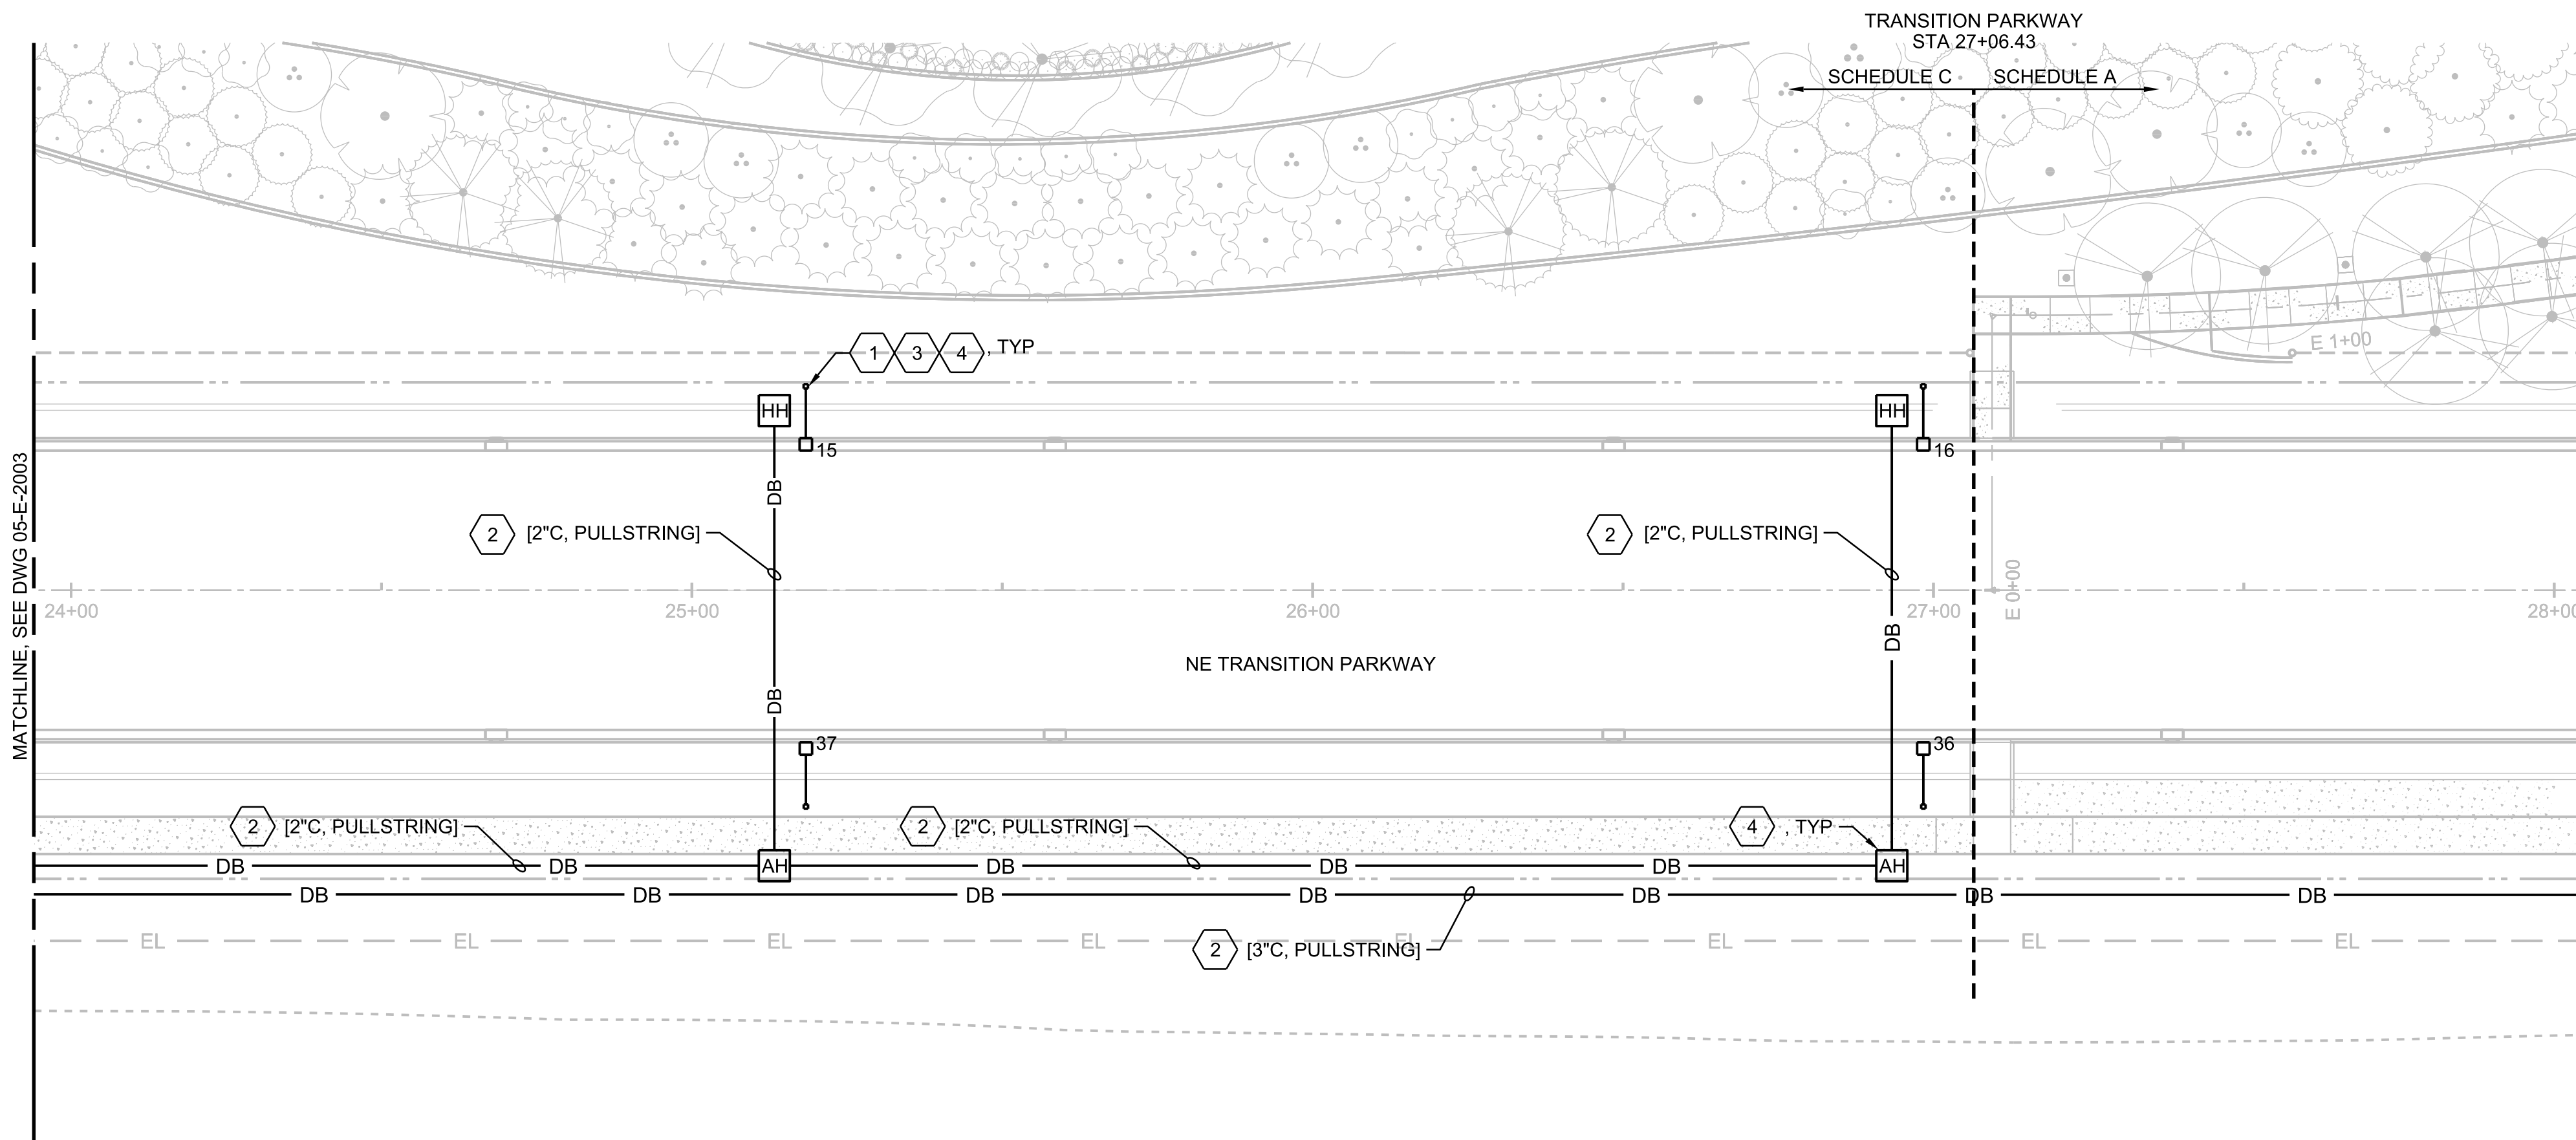 TRANSITION PARKWAY
STA 27+06.43
SCHEDULE C
SCHEDULE A
MATCHLINE, SEE DWG 05-E-2003
1 3 4 , TYP
E 1+00
HH
HH
15
16
DB
2 [2"C, PULLSTRING]
2 [2"C, PULLSTRING]
E 0+00
24+00
25+00
26+00
27+00
28+00
DB
NE TRANSITION PARKWAY
DB
37
36
2 [2"C, PULLSTRING]
2 [2"C, PULLSTRING]
4 , TYP
DB
DB
AH
DB
DB
DB
AH
DB
DB
DB
DB
DB
DB
DB
EL
EL
EL
EL
EL
EL
EL
EL
2 [3"C, PULLSTRING]